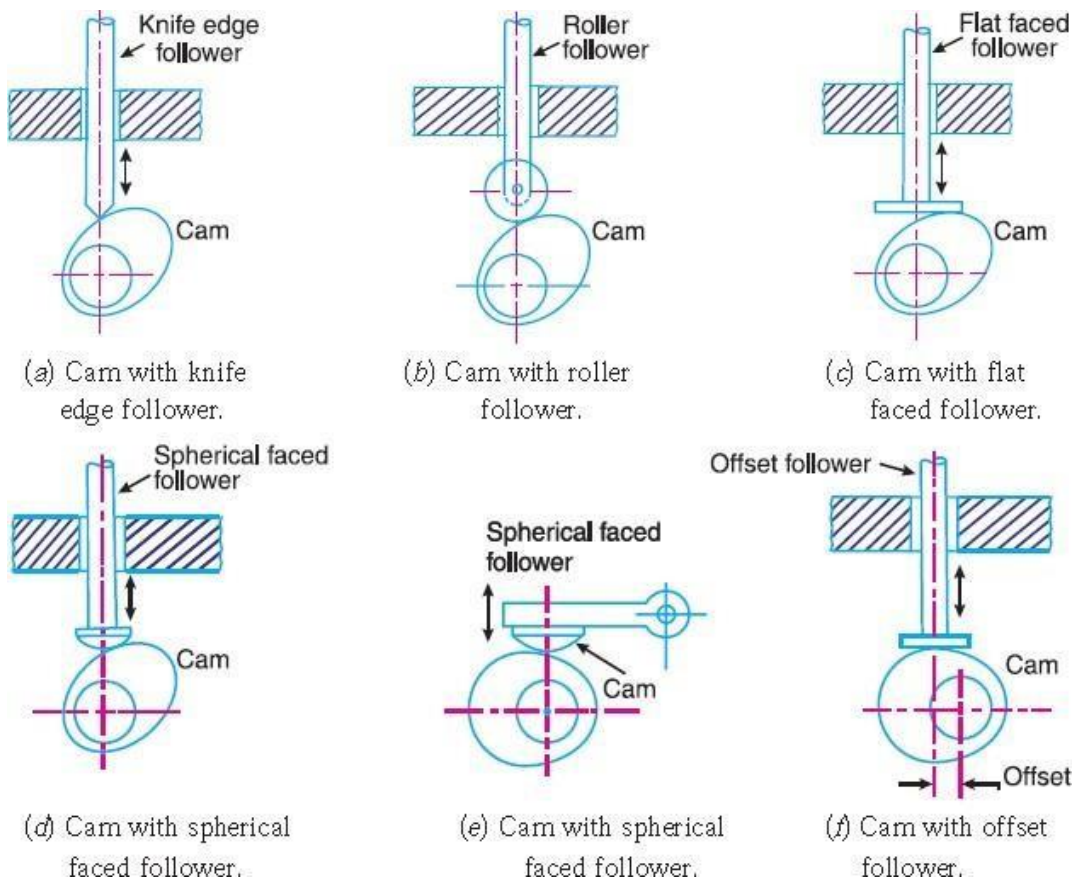 Knife edge
follower
Cam
(a) Cam with knife
edge follower.
Roller
follower
Cam
(b) Cam with roller
follower.
Flat faced
follower
Cam
(c) Cam with flat
faced follower.
Spherical faced
follower
Cam
(d) Cam with spherical
faced follower.
Spherical faced
follower
Cam
(e) Cam with spherical
faced follower.
Offset follower
Cam
Offset
(f) Cam with offset
follower.